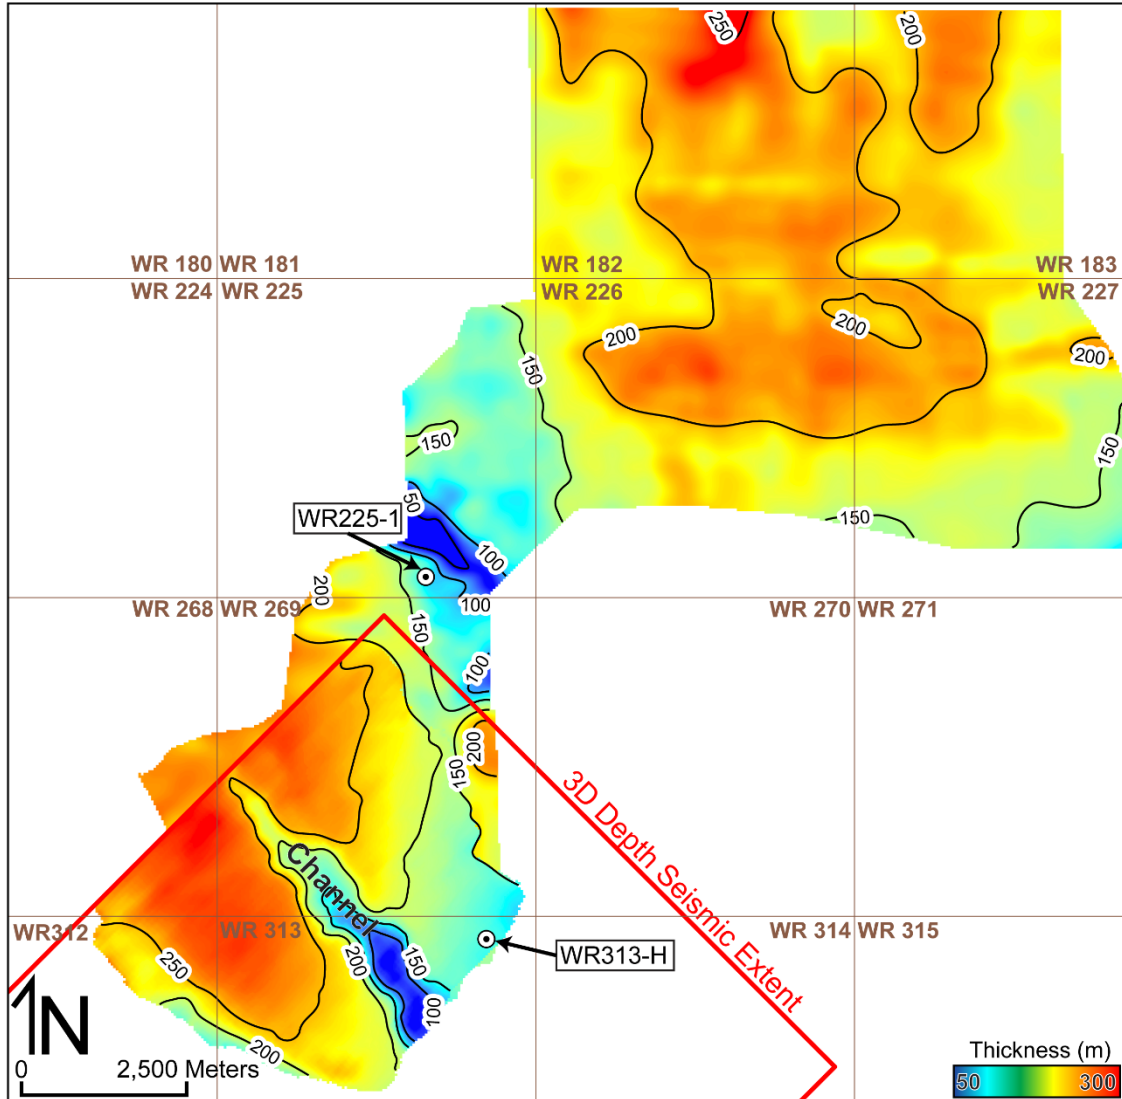 250
200
WR 180 WR 181
WR 182
WR 183
WR 224 WR 225
WR 226
WR 227
200
200
200
150
150
150
50
WR225-1
150
100
200
100
WR 268 WR 269
WR 270 WR 271
150
100
200
150
3D Depth Seismic Extent
Channel
WR312
WR 313
WR 314 WR 315
WR313-H
250
200
150
100
200
N
0
2,500 Meters
Thickness (m)
50
300